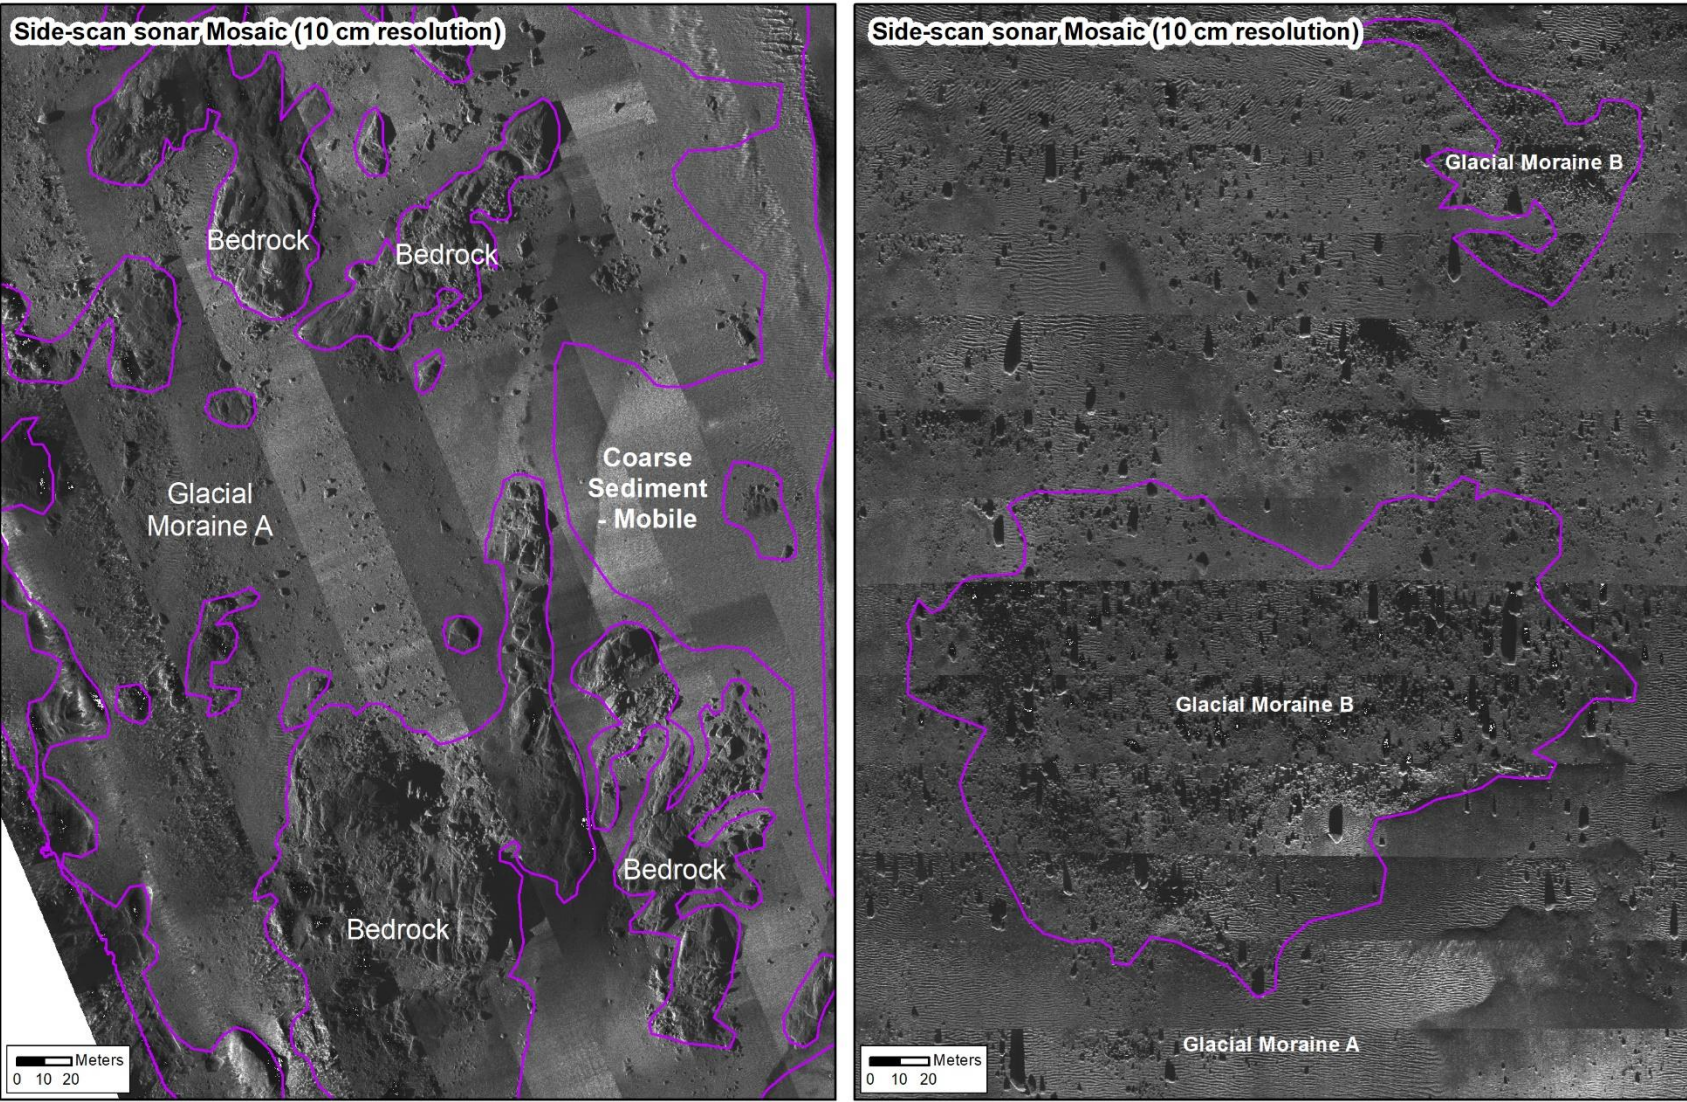 Side-scan sonar Mosaic (10 cm resolution)
Bedrock
Bedrock
Coarse
Sediment
- Mobile
Glacial
Moraine A
Bedrock
Bedrock
Meters
0 10 20
Side-scan sonar Mosaic (10 cm resolution)
Glacial Moraine B
Glacial Moraine B
Glacial Moraine A
Meters
0 10 20